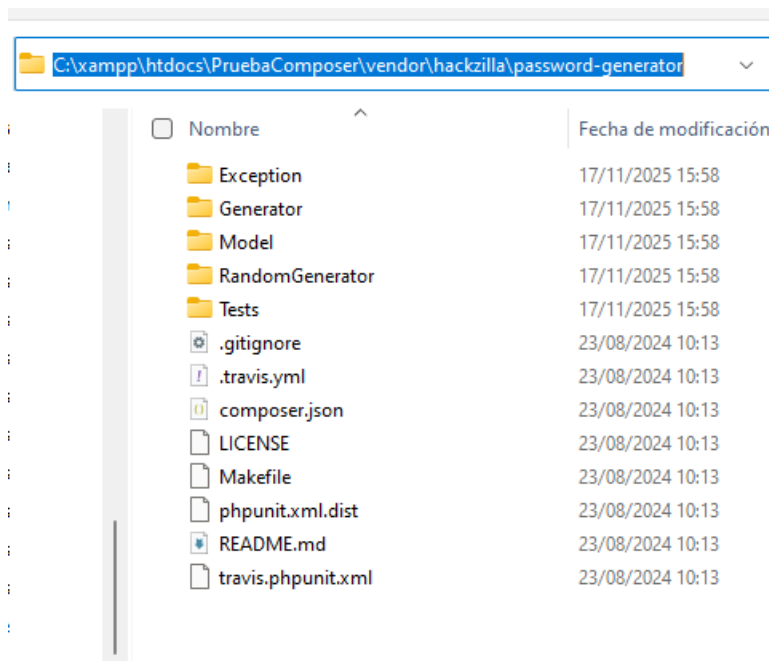 C:\xampp\htdocs\PruebaComposer\vendor\hackzilla\password-generator
Nombre Fecha de modificación
Exception 17/11/2025 15:58
Generator 17/11/2025 15:58
Model 17/11/2025 15:58
RandomGenerator 17/11/2025 15:58
Tests 17/11/2025 15:58
.gitignore 23/08/2024 10:13
.travis.yml 23/08/2024 10:13
composer.json 23/08/2024 10:13
LICENSE 23/08/2024 10:13
Makefile 23/08/2024 10:13
phpunit.xml.dist 23/08/2024 10:13
README.md 23/08/2024 10:13
travis.phpunit.xml 23/08/2024 10:13